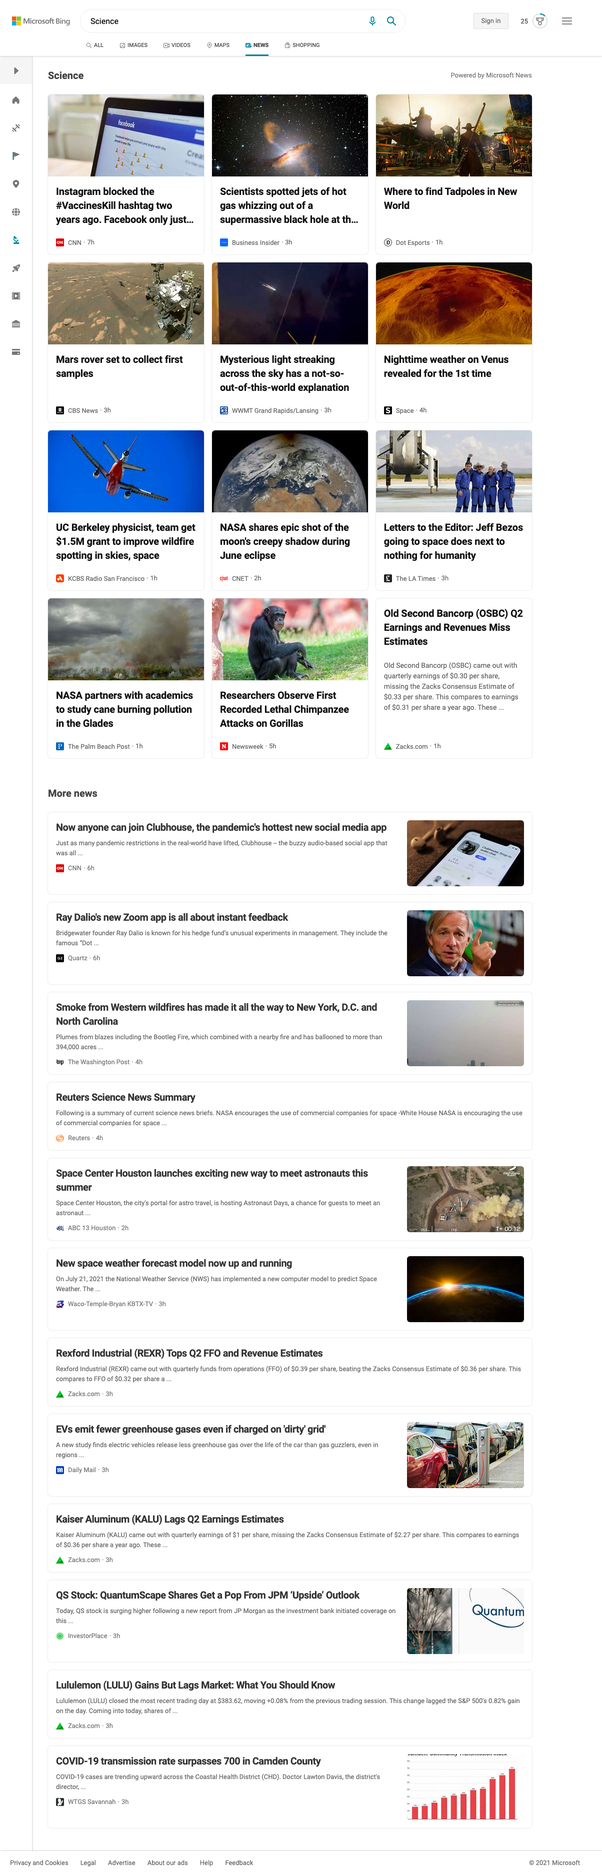 Microsoft Bing
Science
Sign in
25
ALL
IMAGES
VIDEOS
MAPS
NEWS
SHOPPING
Science
Powered by Microsoft News
facebook
Instagram blocked the
#VaccinesKill hashtag two
years ago. Facebook only just...
CNN · 7h
Scientists spotted jets of hot
gas whizzing out of a
supermassive black hole at th...
Business Insider · 3h
Where to find Tadpoles in New
World
Dot Esports · 1h
Mars rover set to collect first
samples
CBS News · 3h
Mysterious light streaking
across the sky has a not-so-
out-of-this-world explanation
WWMT Grand Rapids/Lansing · 3h
Nighttime weather on Venus
revealed for the 1st time
Space · 4h
UC Berkeley physicist, team get
$1.5M grant to improve wildfire
spotting in skies, space
KCBS Radio San Francisco · 1h
NASA shares epic shot of the
moon's creepy shadow during
June eclipse
CNET · 2h
Letters to the Editor: Jeff Bezos
going to space does next to
nothing for humanity
The LA Times · 3h
NASA partners with academics
to study cane burning pollution
in the Glades
The Palm Beach Post · 1h
Researchers Observe First
Recorded Lethal Chimpanzee
Attacks on Gorillas
Newsweek · 5h
Old Second Bancorp (OSBC) Q2
Earnings and Revenues Miss
Estimates
Old Second Bancorp (OSBC) came out with
quarterly earnings of $0.30 per share,
missing the Zacks Consensus Estimate of
$0.33 per share. This compares to earnings
of $0.31 per share a year ago. These ...
Zacks.com · 1h
More news
Now anyone can join Clubhouse, the pandemic's hottest new social media app
Just as many pandemic restrictions in the real-world have lifted, Clubhouse – the buzzy audio-based social app that
was all ...
CNN · 6h
Ray Dalio's new Zoom app is all about instant feedback
Bridgewater founder Ray Dalio is known for his hedge fund's unusual experiments in management. They include the
famous "Dot ...
Quartz · 6h
Smoke from Western wildfires has made it all the way to New York, D.C. and
North Carolina
Plumes from blazes including the Bootleg Fire, which combined with a nearby fire and has ballooned to more than
394,000 acres ...
The Washington Post · 4h
Reuters Science News Summary
Following is a summary of current science news briefs. NASA encourages the use of commercial companies for space -White House NASA is encouraging the use
of commercial companies for space ...
Reuters · 4h
Space Center Houston launches exciting new way to meet astronauts this
summer
Space Center Houston, the city's portal for astro travel, is hosting Astronaut Days, a chance for guests to meet an
astronaut ...
ABC 13 Houston · 2h
T+ 00:12
New space weather forecast model now up and running
On July 21, 2021 the National Weather Service (NWS) has implemented a new computer model to predict Space
Weather. The ...
Waco-Temple-Bryan KBTX-TV · 3h
Rexford Industrial (REXR) Tops Q2 FFO and Revenue Estimates
Rexford Industrial (REXR) came out with quarterly funds from operations (FFO) of $0.39 per share, beating the Zacks Consensus Estimate of $0.36 per share. This
compares to FFO of $0.32 per share a ...
Zacks.com · 3h
EVs emit fewer greenhouse gases even if charged on 'dirty' grid'
A new study finds electric vehicles release less greenhouse gas over the life of the car than gas guzzlers, even in
regions ...
Daily Mail · 3h
Kaiser Aluminum (KALU) Lags Q2 Earnings Estimates
Kaiser Aluminum (KALU) came out with quarterly earnings of $1 per share, missing the Zacks Consensus Estimate of $2.27 per share. This compares to earnings
of $0.36 per share a year ago. These ...
Zacks.com · 3h
QS Stock: QuantumScape Shares Get a Pop From JPM 'Upside' Outlook
Today, QS stock is surging higher following a new report from JP Morgan as the investment bank initiated coverage on
this ...
InvestorPlace · 3h
Quantum
Lululemon (LULU) Gains But Lags Market: What You Should Know
Lululemon (LULU) closed the most recent trading day at $383.62, moving +0.08% from the previous trading session. This change lagged the S&P 500's 0.82% gain
on the day. Coming into today, shares of ...
Zacks.com · 3h
COVID-19 transmission rate surpasses 700 in Camden County
COVID-19 cases are trending upward across the Coastal Health District (CHD). Doctor Lawton Davis, the district's
director, ...
WTGS Savannah · 3h
Privacy and Cookies
Legal
Advertise
About our ads
Help
Feedback
© 2021 Microsoft